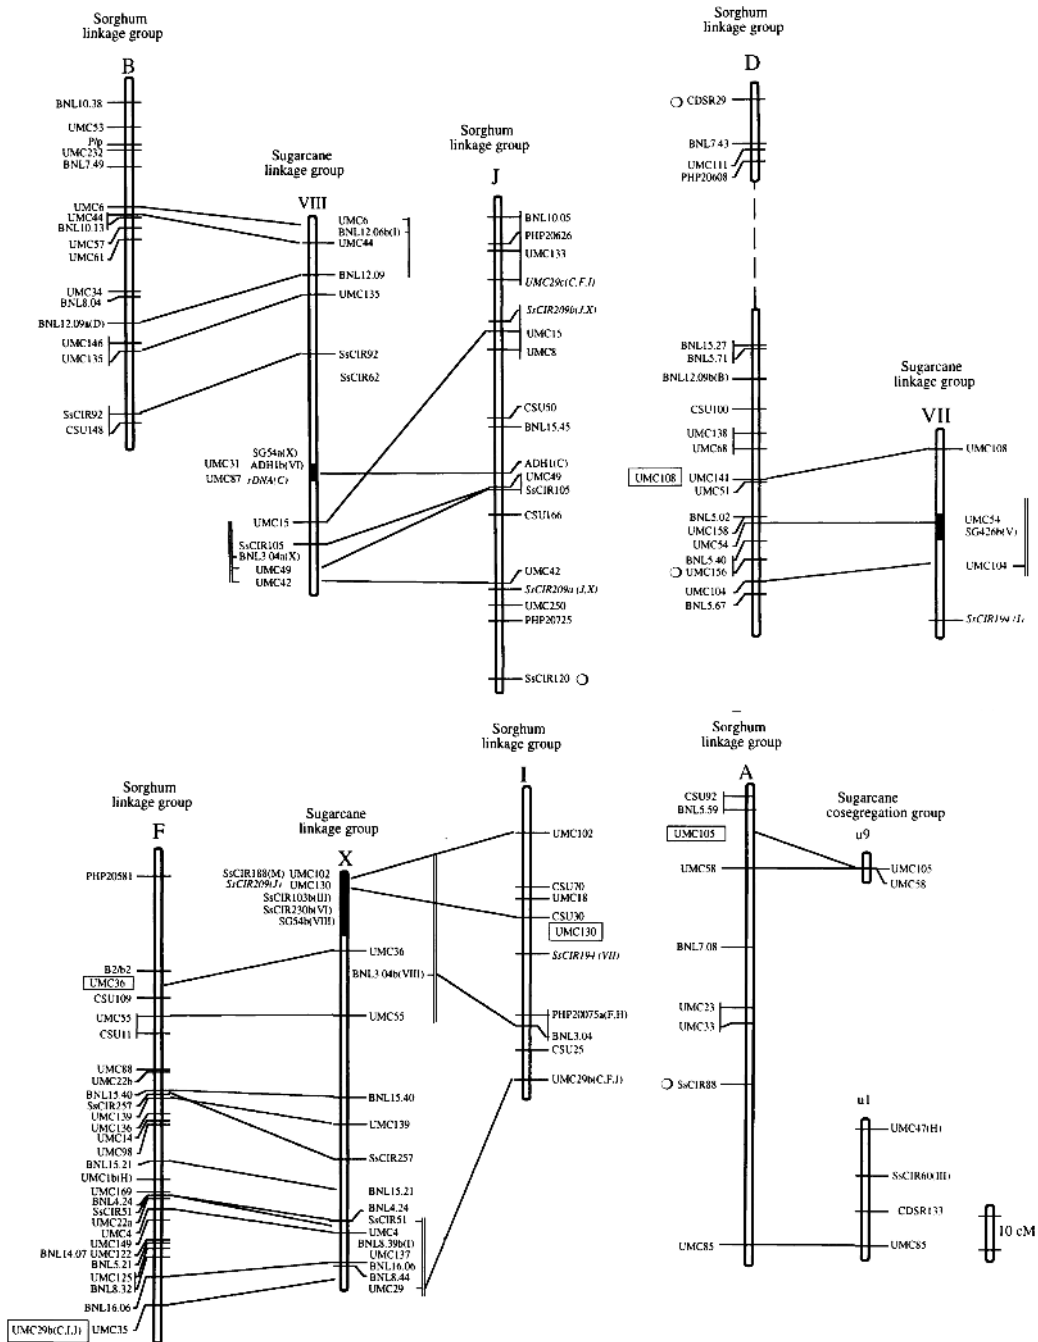 Sorghum
linkage group
B
BNL10.38
UMC53
P/p
UMC232
BNL7.49
UMC6
UMC44
BNL10.13
UMC57
UMC61
UMC34
BNL8.04
BNL12.09a(D)
UMC146
UMC135
SsCIR92
CSU148
Sugarcane
linkage group
VIII
UMC6
BNL12.06b(I)
UMC44
BNL12.09
UMC135
SsCIR92
SsCIR62
SG54a(X)
UMC31 ADH1b(VI)
UMC87 rDNA(C)
UMC15
SsCIR105
BNL3.04a(X)
UMC49
UMC42
Sorghum
linkage group
J
BNL10.05
PHP20626
UMC133
UMC29c(C,F,I)
SsCIR209b(J,X)
UMC15
UMC8
CSU50
BNL15.45
ADH1(C)
UMC49
SsCIR105
CSU166
UMC42
SsCIR209a (J,X)
UMC250
PHP20725
SsCIR120
Sorghum
linkage group
D
CDSR29
BNL7.43
UMC111
PHP20608
BNL15.27
BNL5.71
BNL12.09b(B)
CSU100
UMC138
UMC68
UMC108 UMC141
UMC51
BNL5.02
UMC158
UMC54
BNL5.40
UMC156
UMC104
BNL5.67
Sugarcane
linkage group
VII
UMC108
UMC54
SG426b(V)
UMC104
SsCIR194 (I)
Sorghum
linkage group
F
PHP20581
B2/b2
UMC36
CSU109
UMC55
CSU11
UMC88
UMC22b
BNL15.40
SsCIR257
UMC139
UMC136
UMC14
UMC98
BNL15.21
UMC1b(H)
UMC169
BNL4.24
SsCIR51
UMC22a
UMC4
UMC149
BNL14.07 UMC122
BNL5.21
UMC125
BNL8.32
BNL16.06
UMC29b(C,I,J) UMC35
Sugarcane
linkage group
X
SsCIR188(M) UMC102
SsCIR209(J) UMC130
SsCIR103b(III)
SsCIR230b(VI)
SG54b(VIII)
UMC36
BNL3.04b(VIII)
UMC55
BNL15.40
UMC139
SsCIR257
BNL15.21
BNL4.24
SsCIR51
UMC4
BNL8.39b(I)
UMC137
BNL16.06
BNL8.44
UMC29
Sorghum
linkage group
I
UMC102
CSU70
UMC18
CSU30
UMC130
SsCIR194 (VII)
PHP20075a(F,H)
BNL3.04
CSU25
UMC29b(C,F,J)
Sorghum
linkage group
A
CSU92
BNL5.59
UMC105
UMC58
BNL7.08
UMC23
UMC33
SsCIR88
UMC85
Sugarcane
cosegregation group
u9
UMC105
UMC58
u1
UMC47(H)
SsCIR60(III)
CDSR133
UMC85
10 cM